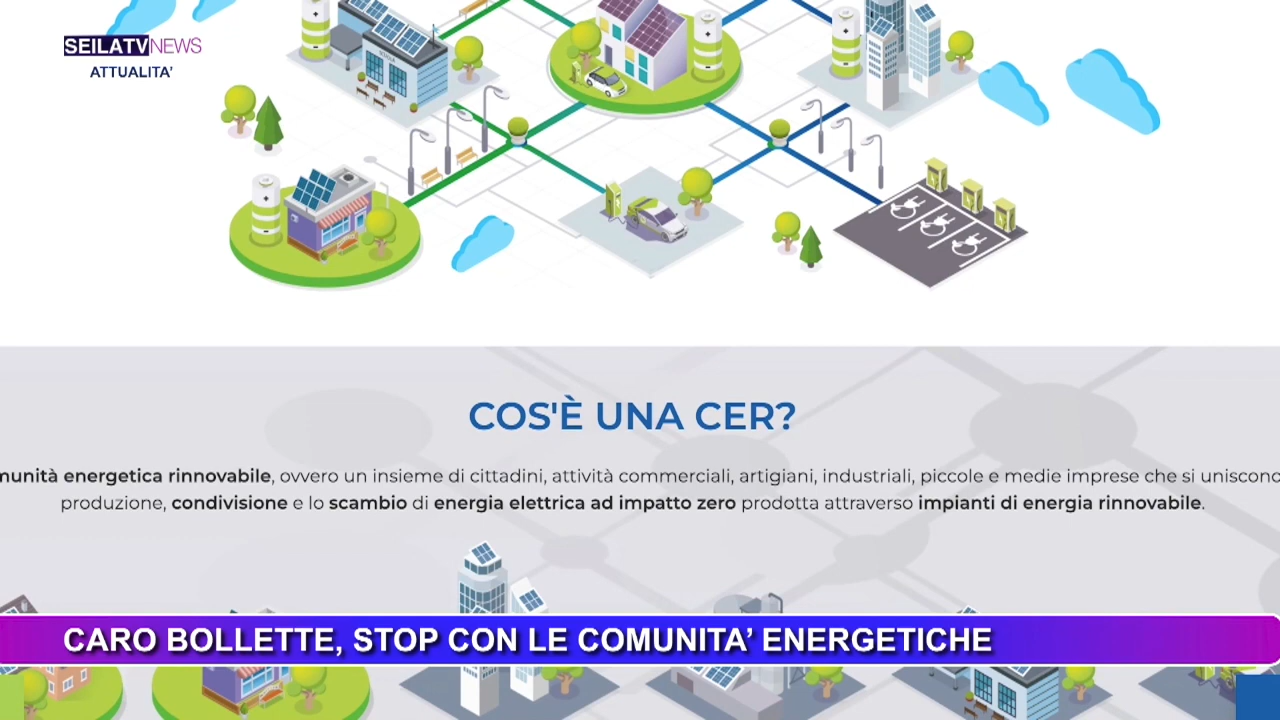 SEILATVNEWS
ATTUALITA'
COS'È UNA CER?
energetica rinnovabile, ovvero un insieme di cittadini, attività commerciali, artigiani, industriali, piccole e medie imprese che si uniscono
produzione, condivisione e lo scambio di energia elettrica ad impatto zero prodotta attraverso impianti di energia rinnovabile.
CARO BOLLETTE, STOP CON LE COMUNITA' ENERGETICHE